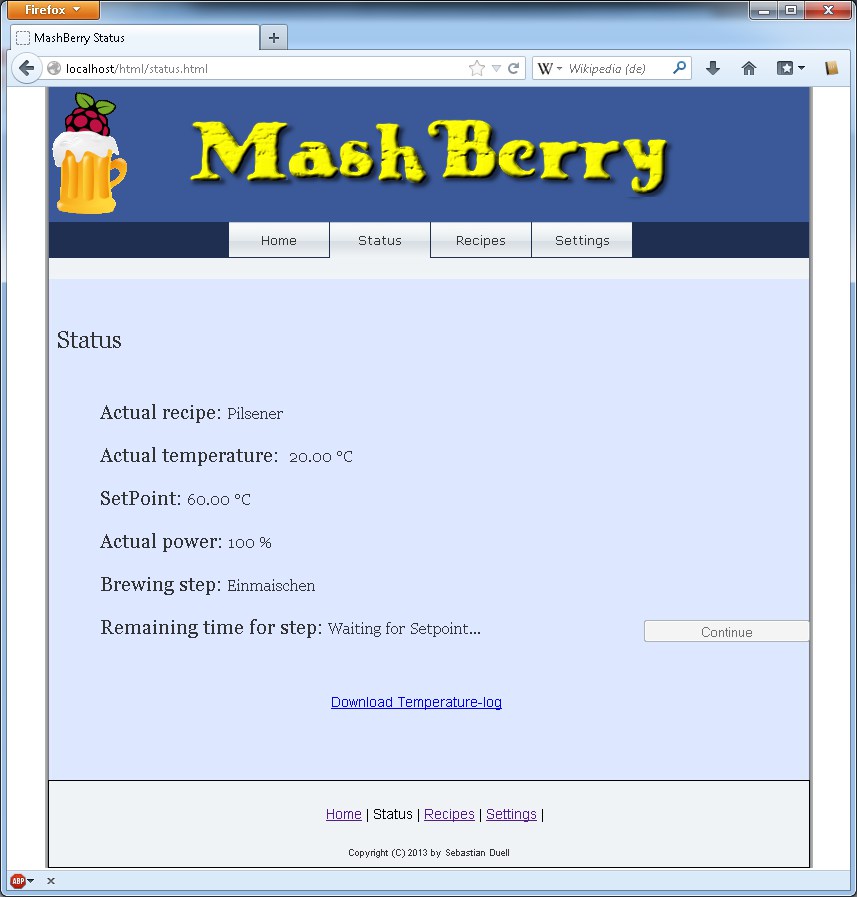 Firefox
MashBerry Status
localhost/html/status.html
W Wikipedia (de)
MashBerry
Home Status Recipes Settings
Status
Actual recipe: Pilsener
Actual temperature: 20.00 °C
SetPoint: 60.00 °C
Actual power: 100 %
Brewing step: Einmaischen
Remaining time for step: Waiting for Setpoint...
Continue
Download Temperature-log
Home | Status | Recipes | Settings |
Copyright (C) 2013 by Sebastian Duell
ABP